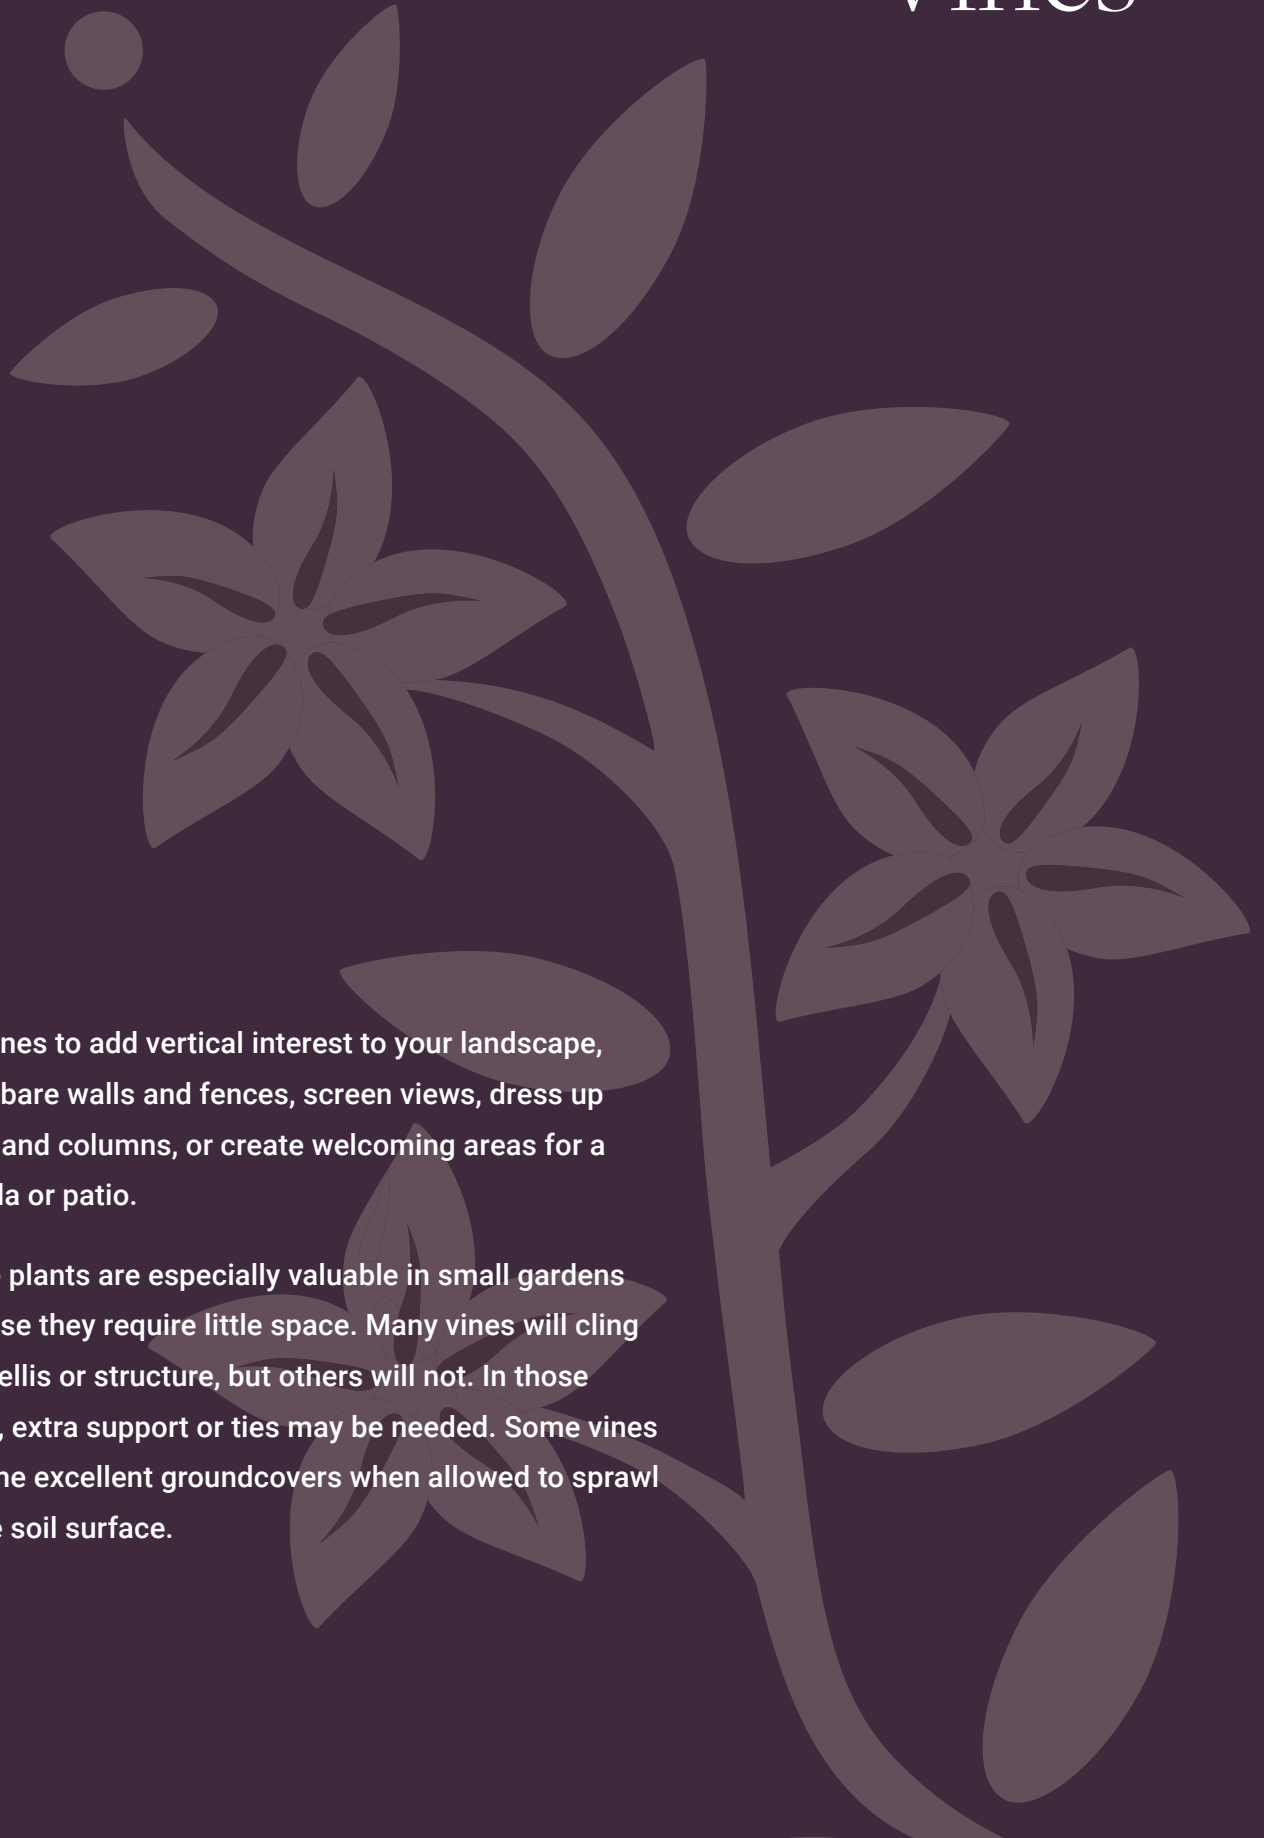 Vines
nes to add vertical interest to your landscape,
bare walls and fences, screen views, dress up
and columns, or create welcoming areas for a
la or patio.
plants are especially valuable in small gardens
se they require little space. Many vines will cling
ellis or structure, but others will not. In those
, extra support or ties may be needed. Some vines
ne excellent groundcovers when allowed to sprawl
soil surface.